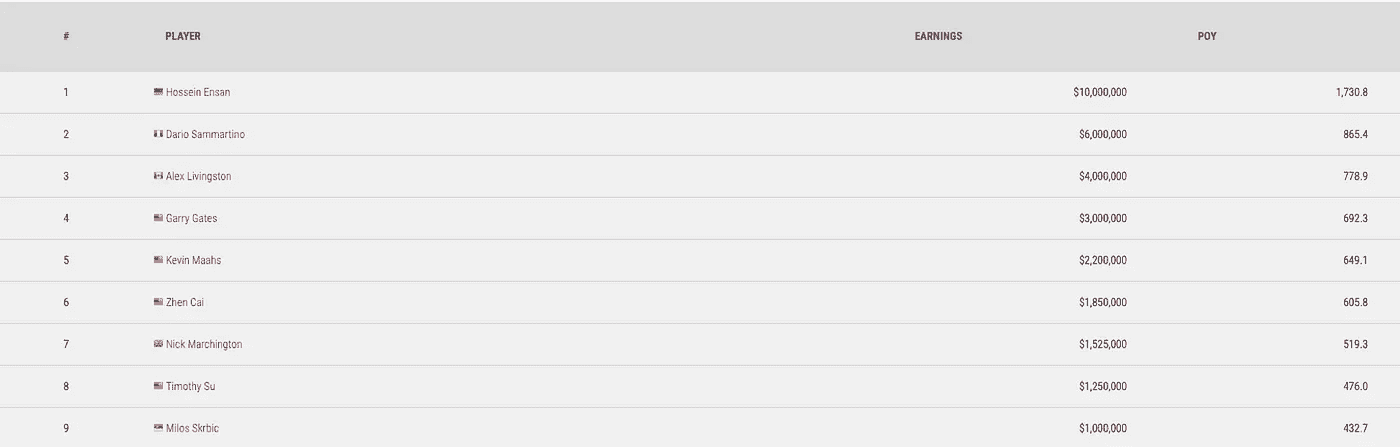 # PLAYER EARNINGS POY
1 Hossein Ensan $10,000,000 1,730.8
2 Dario Sammartino $6,000,000 865.4
3 Alex Livingston $4,000,000 778.9
4 Garry Gates $3,000,000 692.3
5 Kevin Maahs $2,200,000 649.1
6 Zhen Cai $1,850,000 605.8
7 Nick Marchington $1,525,000 519.3
8 Timothy Su $1,250,000 476.0
9 Milos Skrbic $1,000,000 432.7